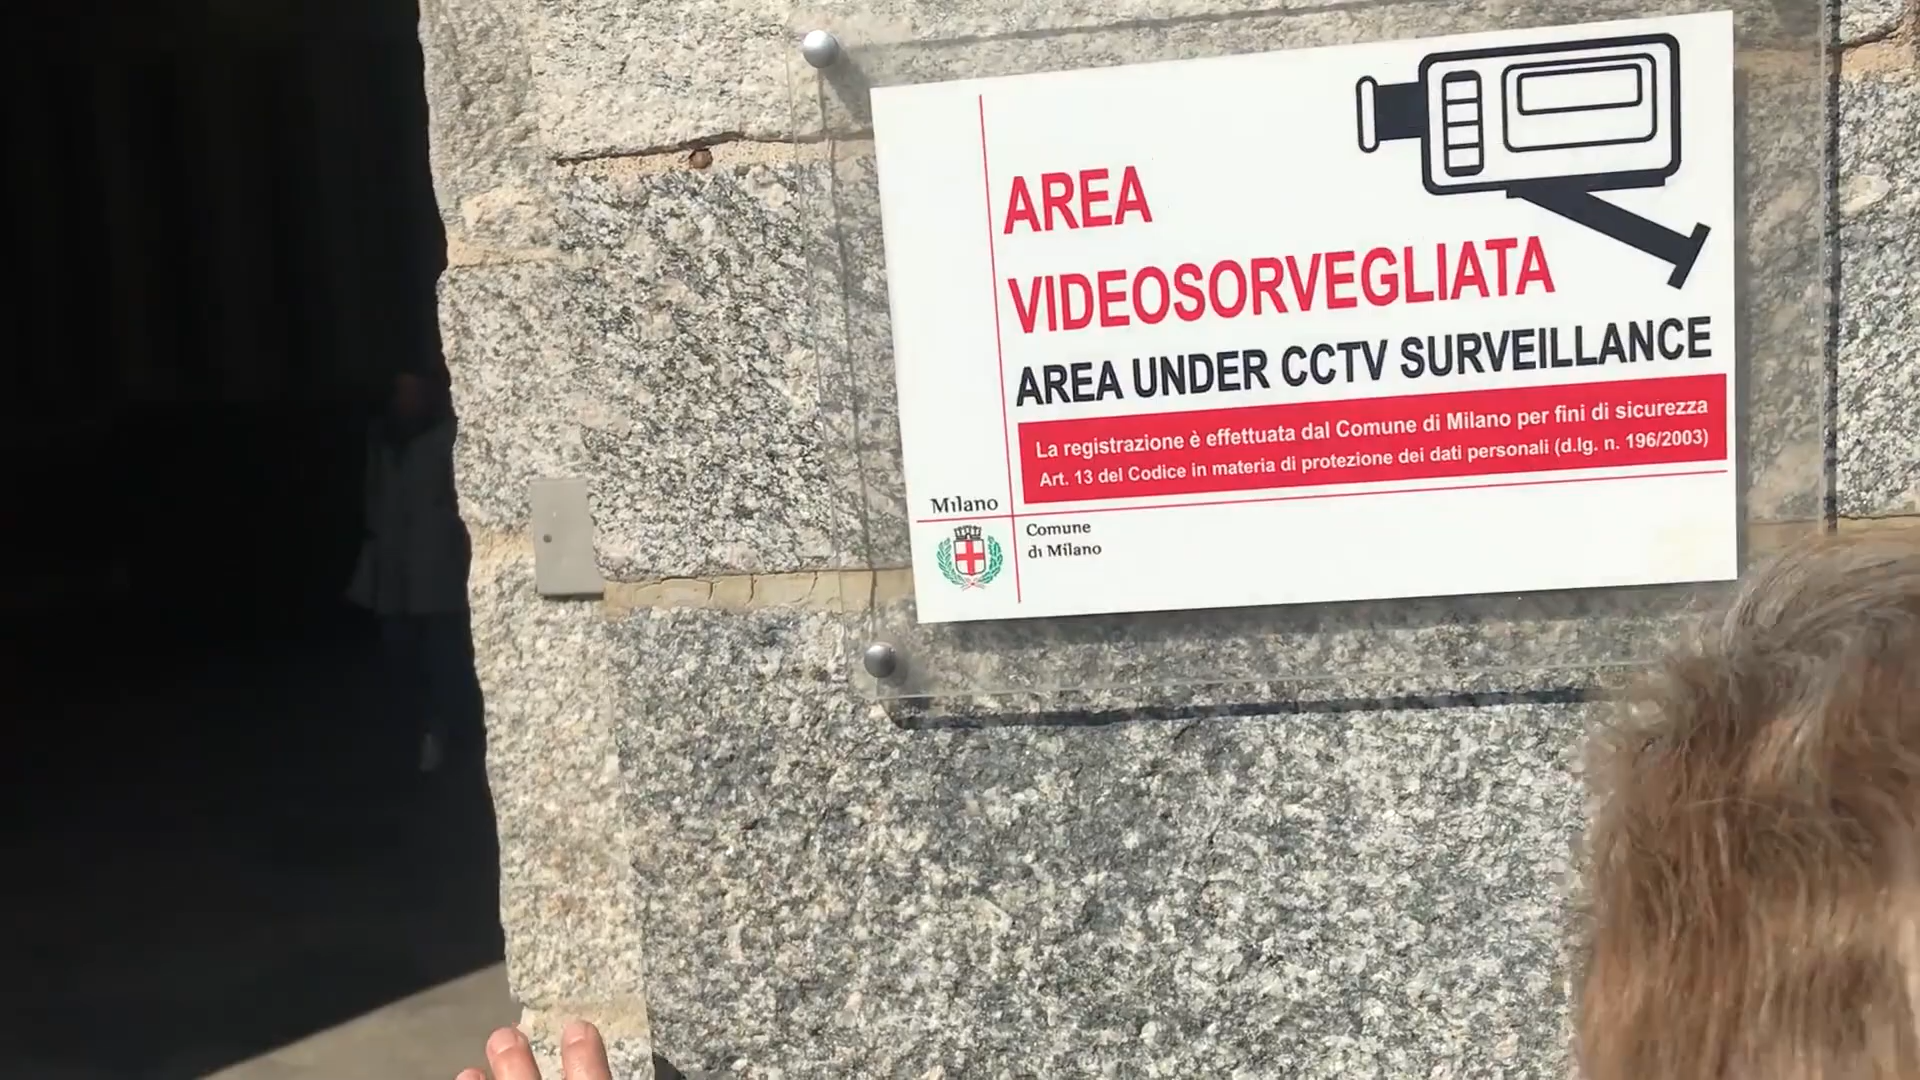 AREA
VIDEOSORVEGLIATA
AREA UNDER CCTV SURVEILLANCE
La registrazione è effettuata dal Comune di Milano per fini di sicurezza
Art. 13 del Codice in materia di protezione dei dati personali (d.lg. n. 196/2003)
Milano
Comune
di Milano